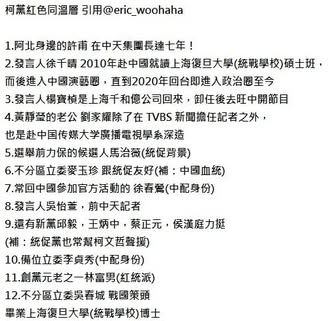 柯黨紅色同溫層 引用@eric_woohaha
1.阿北身邊的許甫 在中天集團長達七年！
2.發言人徐千晴 2010年赴中國就讀上海復旦大學(統戰學校)碩士班，
而後進入中國演藝圈，直到2020年回台即進入政治圈至今
3.發言人楊寶楨是上海千和億公司回來，卸任後去旺中開節目
4.黃瀞瑩的老公 劉家耀除了在 TVBS 新聞擔任記者之外，
也是赴中国传媒大学廣播電視學系深造
5.選舉前力保的候選人馬治薇(統促背景)
6.不分區立委麥玉珍 跟統促友好(補：中國血統)
7.常回中國參加官方活動的 徐春鶯(中配身份)
8.發言人吳怡萱，前中天記者
9.還有新黨邱毅，王炳中，蔡正元，侯漢庭力挺
(補：統促黨也常幫柯文哲聲援)
10.備位立委李貞秀(中配身份)
11.創黨元老之一林富男(紅統派)
12.不分區立委吳春城 戰國策頭
畢業上海復旦大學(統戰學校)博士